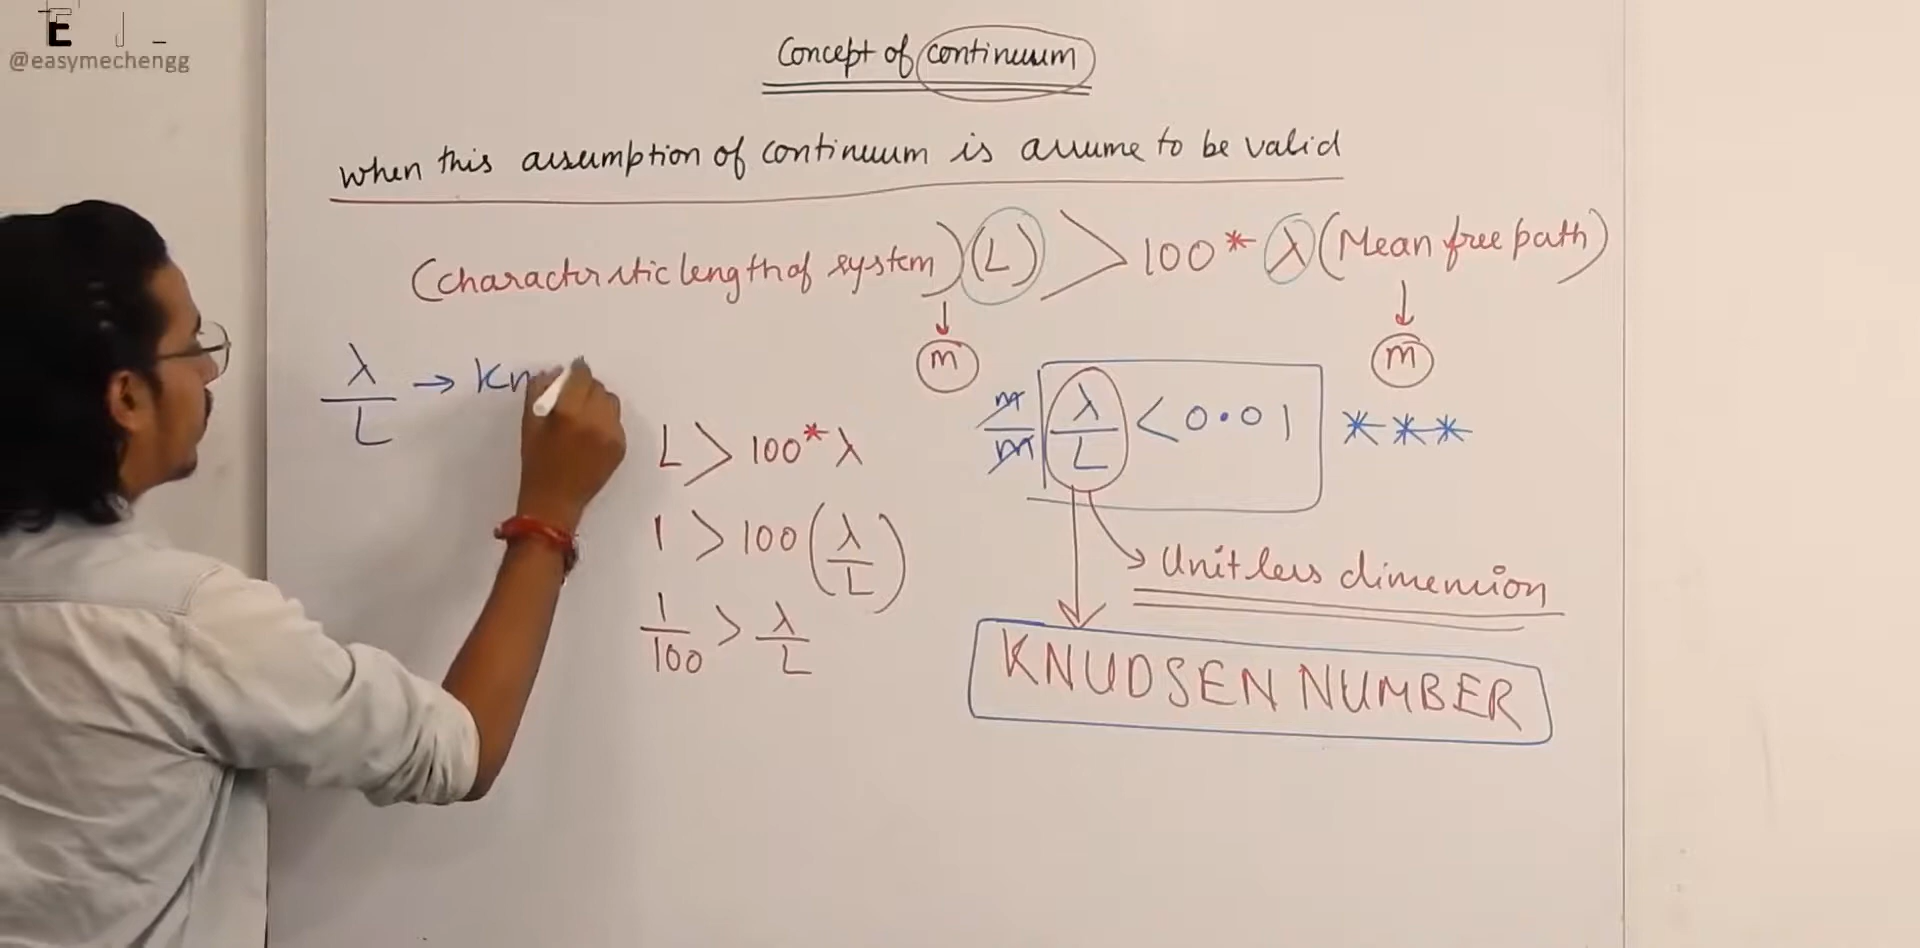 E
@easymechengg
Concept of continuum
when this assumption of continuum is assume to be valid
(characteristic length of system) (L) > 100 * λ (Mean free path)
m
m
λ/L → Kn
m/m λ/L < 0.01 ***
L > 100 * λ
1 > 100 (λ/L)
1/100 > λ/L
Unitless dimension
KNUDSEN NUMBER